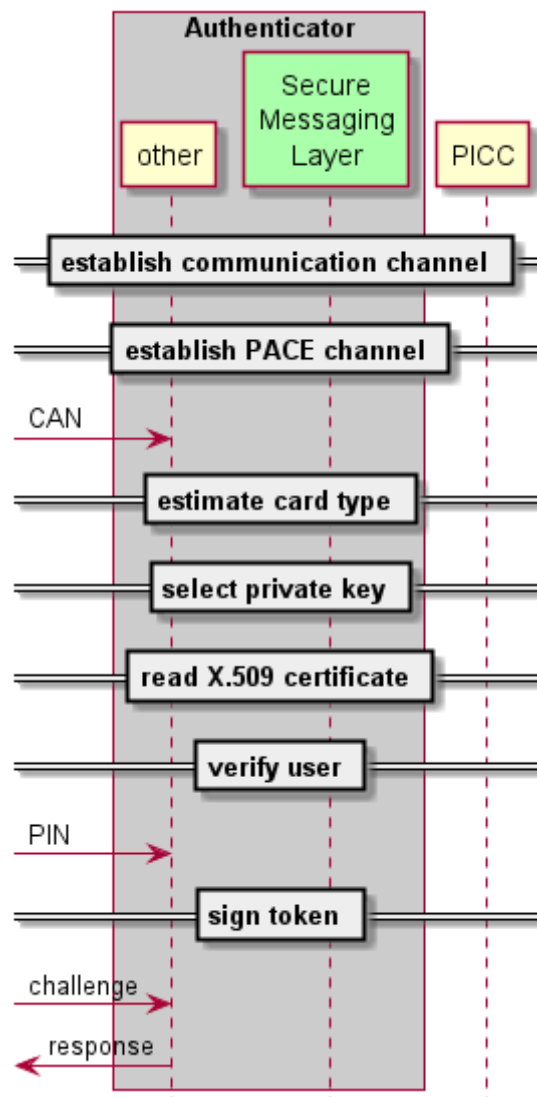 Authenticator
Secure
Messaging
Layer
other
PICC
establish communication channel
establish PACE channel
CAN
estimate card type
select private key
read X.509 certificate
verify user
PIN
sign token
challenge
response